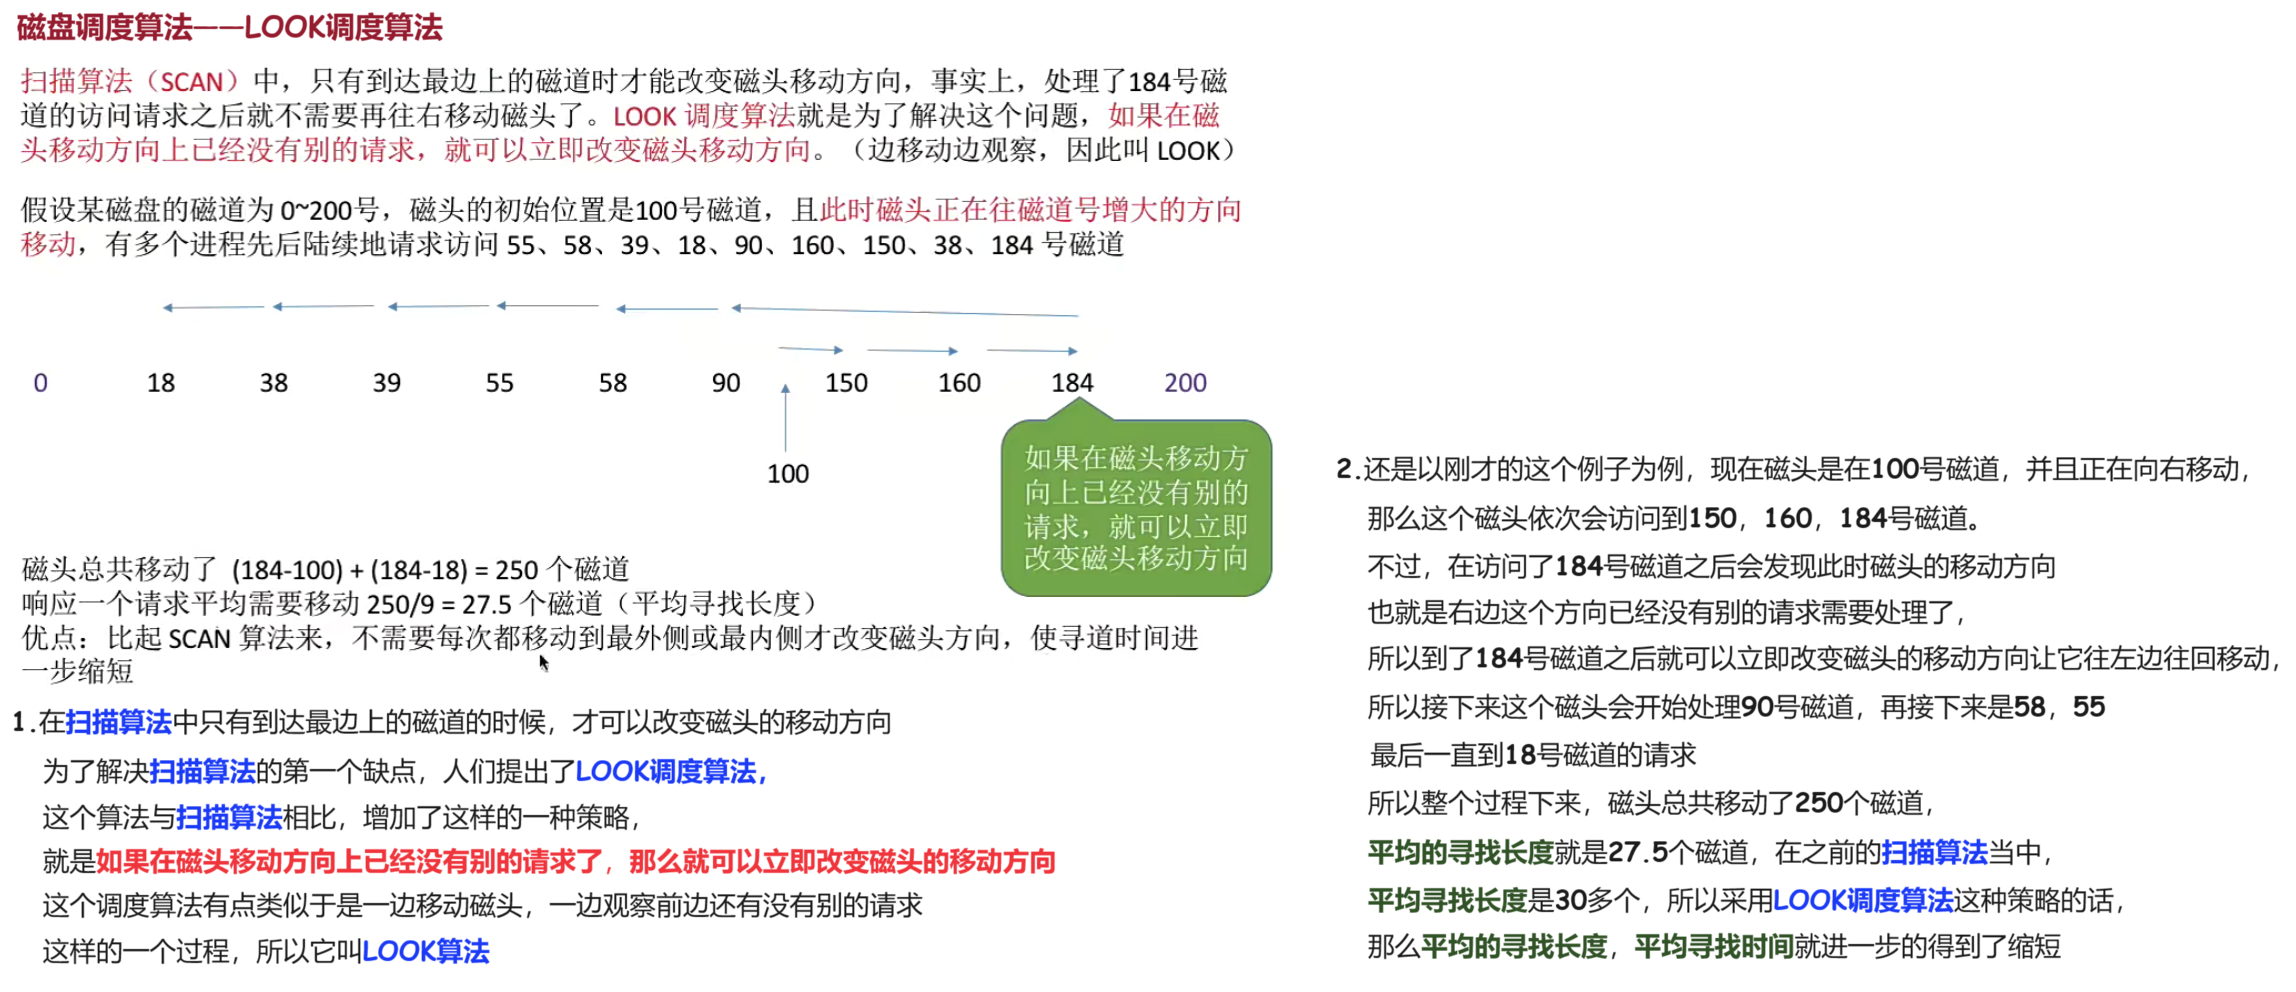 磁盘调度算法——LOOK调度算法
扫描算法（SCAN）中，只有到达最边上的磁道时才能改变磁头移动方向，事实上，处理了184号磁
道的访问请求之后就不需要再往右移动磁头了。LOOK 调度算法就是为了解决这个问题，如果在磁
头移动方向上已经没有别的请求，就可以立即改变磁头移动方向。（边移动边观察，因此叫 LOOK）
假设某磁盘的磁道为 0~200号，磁头的初始位置是100号磁道，且此时磁头正在往磁道号增大的方向
移动，有多个进程先后陆续地请求访问 55、58、39、18、90、160、150、38、184 号磁道
0 18 38 39 55 58 90 150 160 184 200
100
如果在磁头移动方
向上已经没有别的
请求，就可以立即
改变磁头移动方向
磁头总共移动了 (184-100) + (184-18) = 250 个磁道
响应一个请求平均需要移动 250/9 = 27.5 个磁道（平均寻找长度）
优点：比起 SCAN 算法来，不需要每次都移动到最外侧或最内侧才改变磁头方向，使寻道时间进
一步缩短
1.在扫描算法中只有到达最边上的磁道的时候，才可以改变磁头的移动方向
为了解决扫描算法的第一个缺点，人们提出了LOOK调度算法，
这个算法与扫描算法相比，增加了这样的一种策略，
就是如果在磁头移动方向上已经没有别的请求了，那么就可以立即改变磁头的移动方向
这个调度算法有点类似于是一边移动磁头，一边观察前边还有没有别的请求
这样的一个过程，所以它叫LOOK算法
2.还是以刚才的这个例子为例，现在磁头是在100号磁道，并且正在向右移动，
那么这个磁头依次会访问到150，160，184号磁道。
不过，在访问了184号磁道之后会发现此时磁头的移动方向
也就是右边这个方向已经没有别的请求需要处理了，
所以到了184号磁道之后就可以立即改变磁头的移动方向让它往左边往回移动，
所以接下来这个磁头会开始处理90号磁道，再接下来是58，55
最后一直到18号磁道的请求
所以整个过程下来，磁头总共移动了250个磁道，
平均的寻找长度就是27.5个磁道，在之前的扫描算法当中，
平均寻找长度是30多个，所以采用LOOK调度算法这种策略的话，
那么平均的寻找长度，平均寻找时间就进一步的得到了缩短